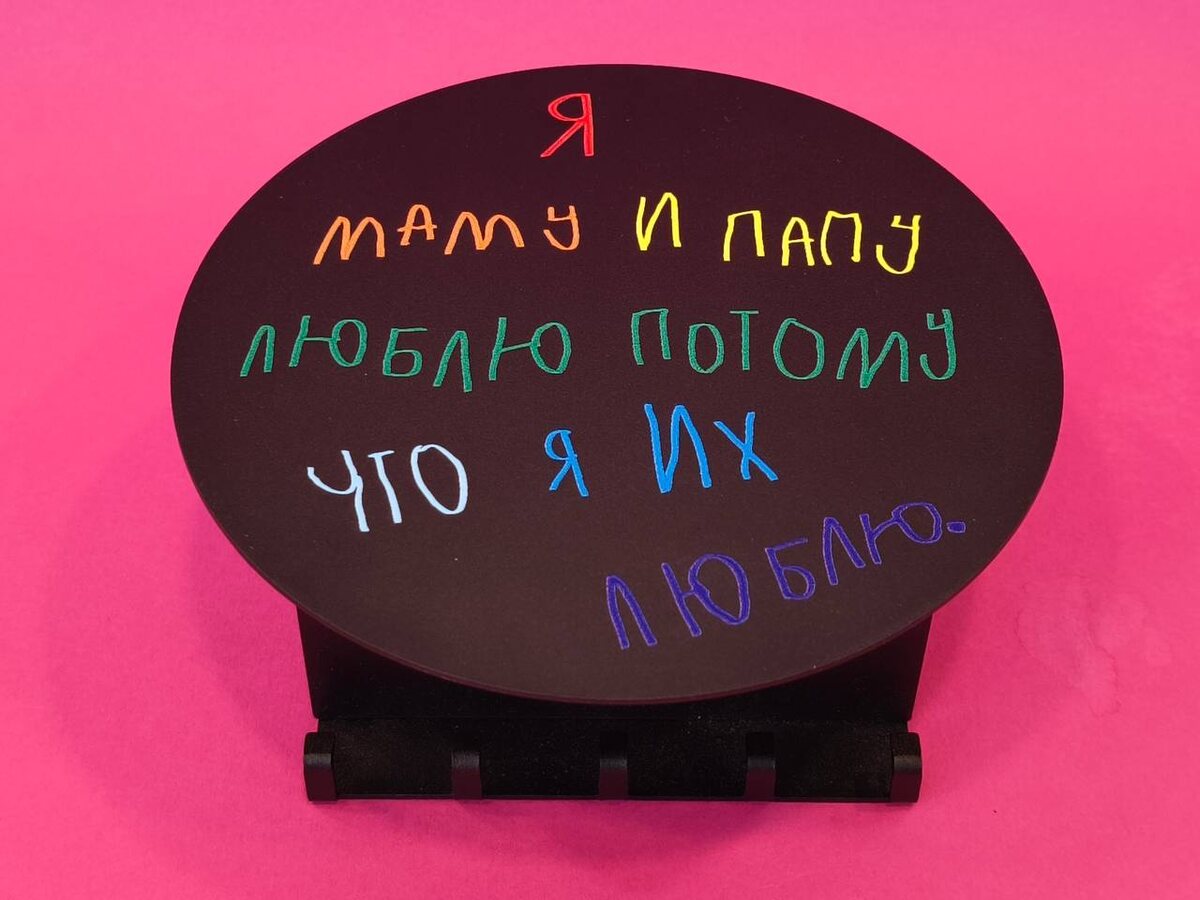 Я
МАМУ И ПАПУ
ЛЮБЛЮ ПОТОМУ
ЧТО Я ИХ
ЛЮБЛЮ.